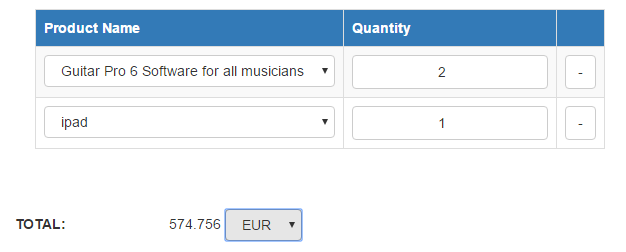 Product Name Quantity
Guitar Pro 6 Software for all musicians 2 -
ipad 1 -
TOTAL: 574.756 EUR